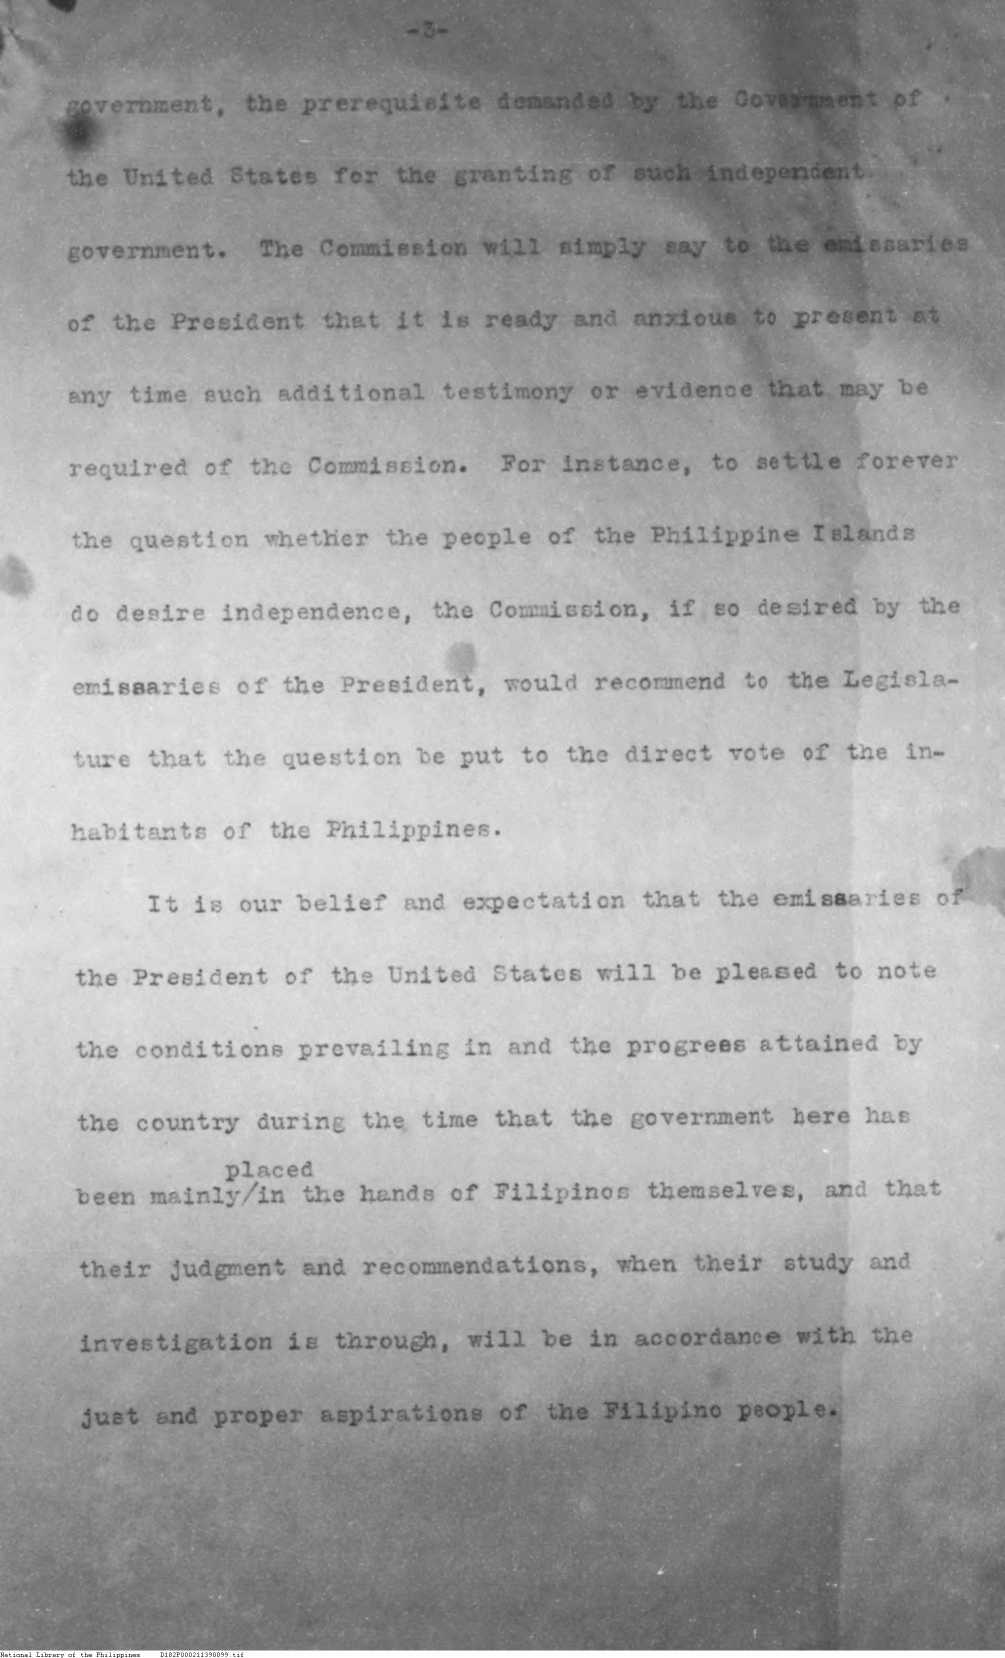 -3-
government, the prerequisite demanded by the Government of
the United States for the granting of such independent
government. The Commission will simply say to the emissaries
of the President that it is ready and anxious to present at
any time such additional testimony or evidence that may be
required of the Commission. For instance, to settle forever
the question whether the people of the Philippine Islands
do desire independence, the Commission, if so desired by the
emissaries of the President, would recommend to the Legisla-
ture that the question be put to the direct vote of the in-
habitants of the Philippines.
It is our belief and expectation that the emissaries of
the President of the United States will be pleased to note
the conditions prevailing in and the progress attained by
the country during the time that the government here has
placed
been mainly/in the hands of Filipinos themselves, and that
their judgment and recommendations, when their study and
investigation is through, will be in accordance with the
just and proper aspirations of the Filipino people.
National Library of the Philippines D182P000211390099.tif